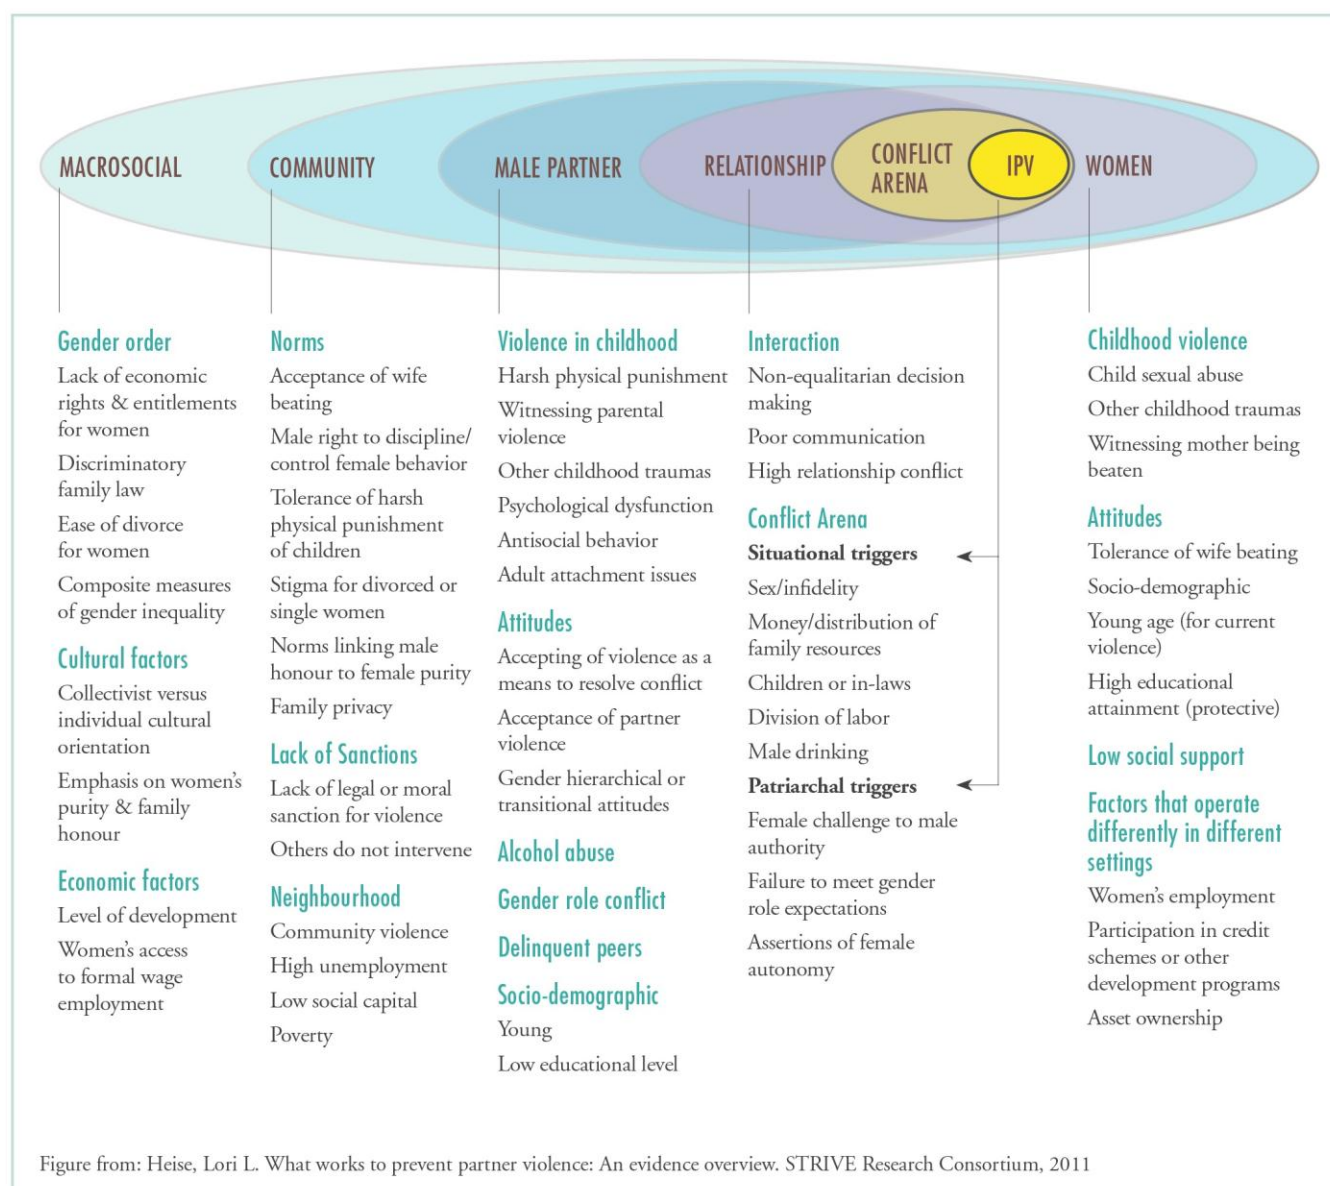 MACROSOCIAL
COMMUNITY
MALE PARTNER
RELATIONSHIP
CONFLICT
ARENA
IPV
WOMEN
Gender order
Lack of economic
rights & entitlements
for women
Discriminatory
family law
Ease of divorce
for women
Composite measures
of gender inequality
Cultural factors
Collectivist versus
individual cultural
orientation
Emphasis on women’s
purity & family
honour
Economic factors
Level of development
Women’s access
to formal wage
employment
Norms
Acceptance of wife
beating
Male right to discipline/
control female behavior
Tolerance of harsh
physical punishment
of children
Stigma for divorced or
single women
Norms linking male
honour to female purity
Family privacy
Lack of Sanctions
Lack of legal or moral
sanction for violence
Others do not intervene
Neighbourhood
Community violence
High unemployment
Low social capital
Poverty
Violence in childhood
Harsh physical punishment
Witnessing parental
violence
Other childhood traumas
Psychological dysfunction
Antisocial behavior
Adult attachment issues
Attitudes
Accepting of violence as a
means to resolve conflict
Acceptance of partner
violence
Gender hierarchical or
transitional attitudes
Alcohol abuse
Gender role conflict
Delinquent peers
Socio-demographic
Young
Low educational level
Interaction
Non-equalitarian decision
making
Poor communication
High relationship conflict
Conflict Arena
Situational triggers
Sex/infidelity
Money/distribution of
family resources
Children or in-laws
Division of labor
Male drinking
Patriarchal triggers
Female challenge to male
authority
Failure to meet gender
role expectations
Assertions of female
autonomy
Childhood violence
Child sexual abuse
Other childhood traumas
Witnessing mother being
beaten
Attitudes
Tolerance of wife beating
Socio-demographic
Young age (for current
violence)
High educational
attainment (protective)
Low social support
Factors that operate
differently in different
settings
Women’s employment
Participation in credit
schemes or other
development programs
Asset ownership
Figure from: Heise, Lori L. What works to prevent partner violence: An evidence overview. STRIVE Research Consortium, 2011